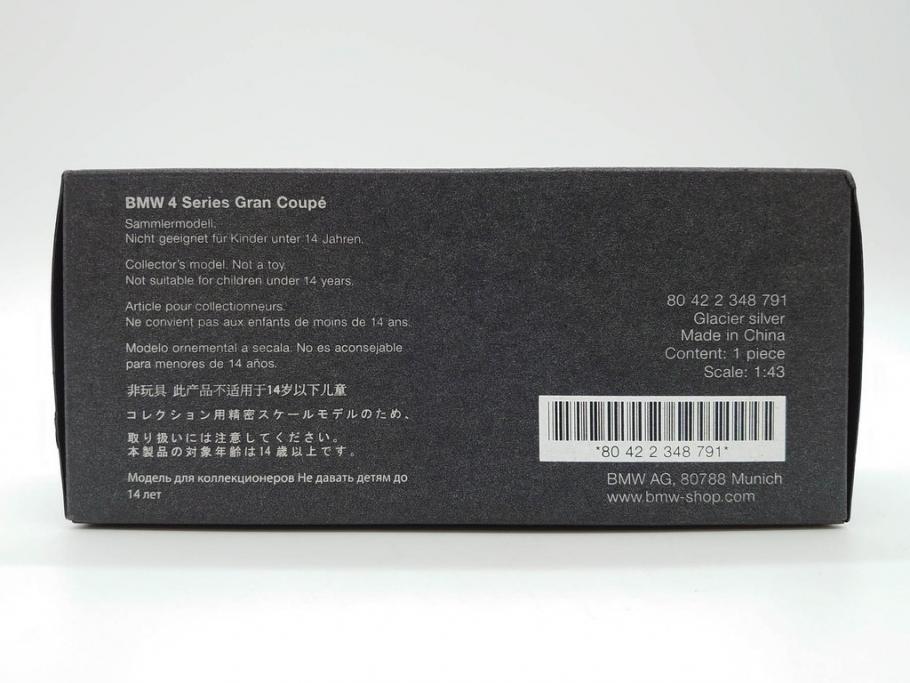 BMW 4 Series Gran Coupé
Sammlermodell.
Nicht geeignet für Kinder unter 14 Jahren.
Collector's model. Not a toy.
Not suitable for children under 14 years.
Article pour collectionneurs.
Ne convient pas aux enfants de moins de 14 ans.
Modelo ornemental a secala. No es aconsejable
para menores de 14 años.
非玩具 此产品不适用于14岁以下儿童
コレクション用精密スケールモデルのため、
取り扱いには注意してください。
本製品の対象年齢は14歳以上です。
Модель для коллекционеров Не давать детям до
14 лет
80 42 2 348 791
Glacier silver
Made in China
Content: 1 piece
Scale: 1:43
*80 42 2 348 791*
BMW AG, 80788 Munich
www.bmw-shop.com